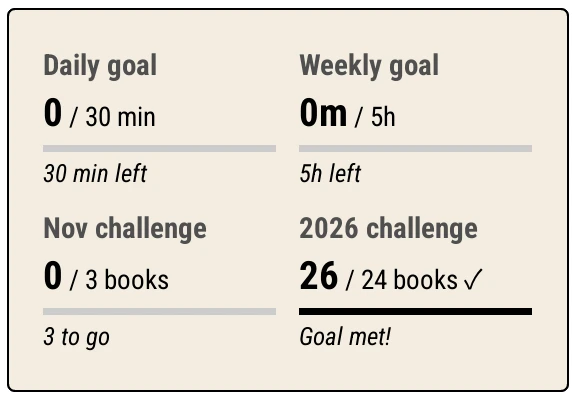 Daily goal
0 / 30 min
30 min left
Weekly goal
0m / 5h
5h left
Nov challenge
0 / 3 books
3 to go
2026 challenge
26 / 24 books ✓
Goal met!